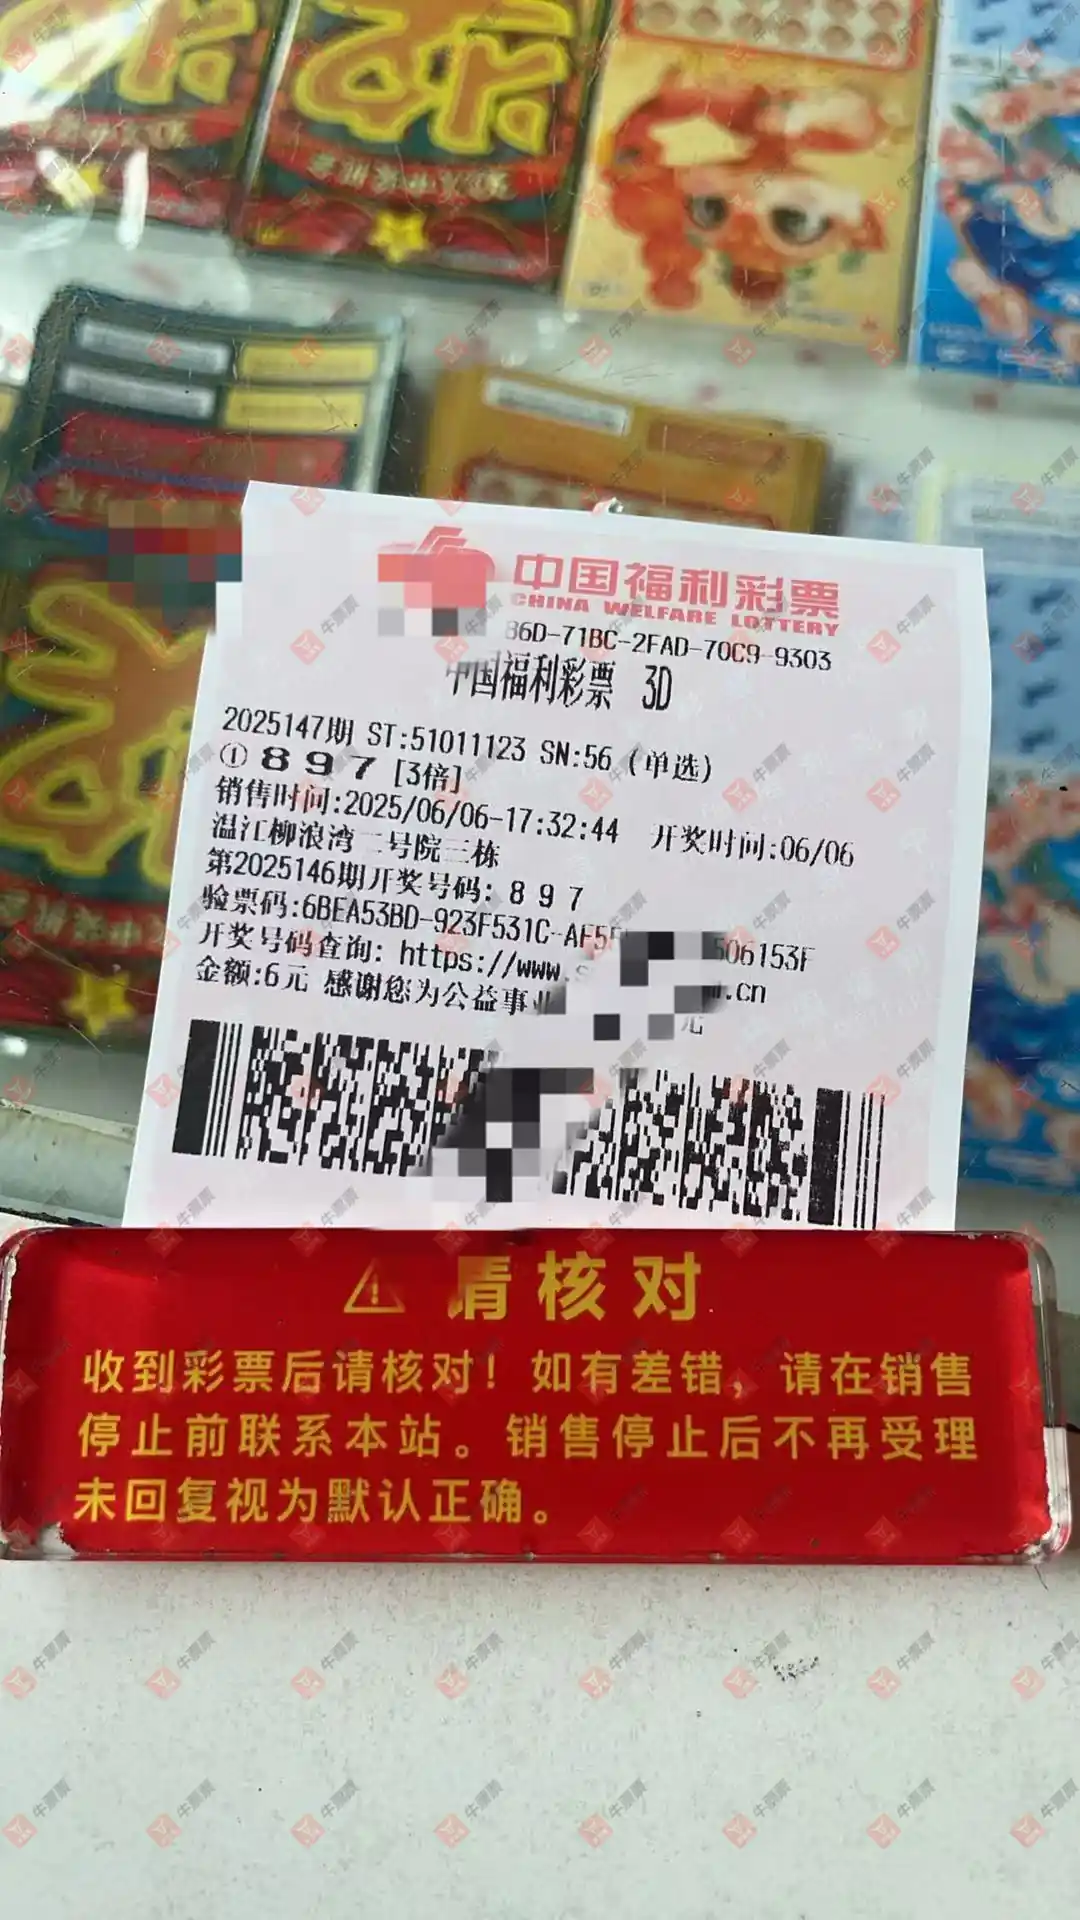 中国福利彩票
CHINA WELFARE LOTTERY
86D-71BC-2FAD-70C9-9303
中国福利彩票 3D
2025147期 ST:51011123 SN:56 (单选)
① 8 9 7 [3倍]
销售时间:2025/06/06-17:32:44 开奖时间:06/06
温江柳浪湾二号院三栋
第2025146期开奖号码: 8 9 7
验票码:6BEA53BD-923F531C-AF5F 506153F
开奖号码查询: https://www.s .cn
金额:6元 感谢您为公益事业 元
请核对
收到彩票后请核对！如有差错，请在销售
停止前联系本站。销售停止后不再受理
未回复视为默认正确。
牛票票